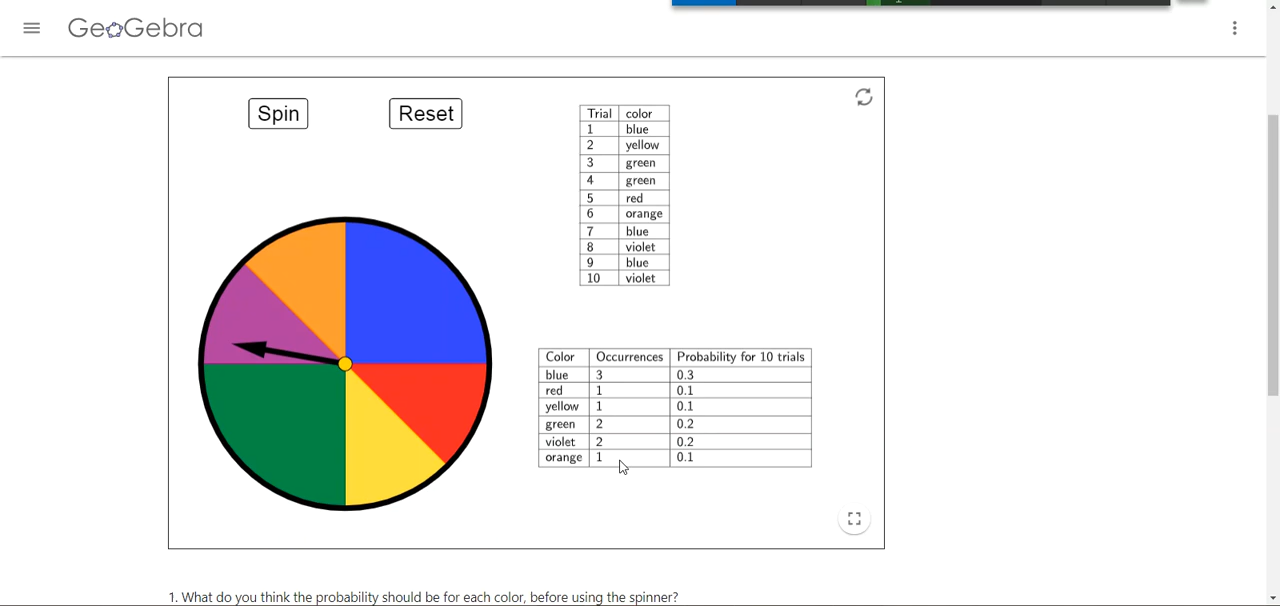 GeoGebra
Spin Reset
Trial color
1 blue
2 yellow
3 green
4 green
5 red
6 orange
7 blue
8 violet
9 blue
10 violet
Color Occurrences Probability for 10 trials
blue 3 0.3
red 1 0.1
yellow 1 0.1
green 2 0.2
violet 2 0.2
orange 1 0.1
1. What do you think the probability should be for each color, before using the spinner?